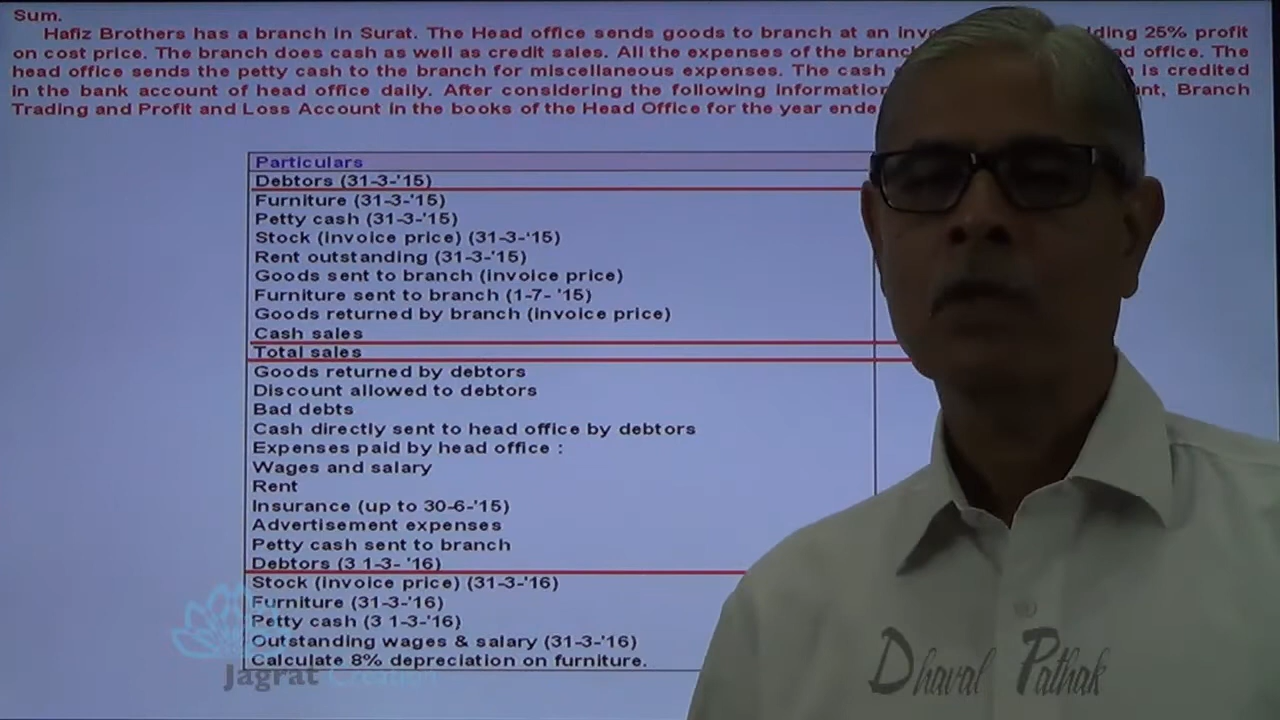 Sum.
Hafiz Brothers has a branch in Surat. The Head office sends goods to branch at an 25% profit
on cost price. The branch does cash as well as credit sales. All the expenses of the office. The
head office sends the petty cash to the branch for miscellaneous expenses. The cash is credited
in the bank account of head office daily. After considering the following information Branch
Trading and Profit and Loss Account in the books of the Head Office for the year
Particulars
Debtors (31-3-'15)
Furniture (31-3-'15)
Petty cash (31-3-'15)
Stock (invoice price) (31-3-'15)
Rent outstanding (31-3-'15)
Goods sent to branch (invoice price)
Furniture sent to branch (1-7- '15)
Goods returned by branch (invoice price)
Cash sales
Total sales
Goods returned by debtors
Discount allowed to debtors
Bad debts
Cash directly sent to head office by debtors
Expenses paid by head office :
Wages and salary
Rent
Insurance (up to 30-6-'15)
Advertisement expenses
Petty cash sent to branch
Debtors (3 1-3- '16)
Stock (invoice price) (31-3-'16)
Furniture (31-3-'16)
Petty cash (3 1-3-'16)
Outstanding wages & salary (31-3-'16)
Calculate 8% depreciation on furniture.
Jagrat Creation
Dhaval Pathak